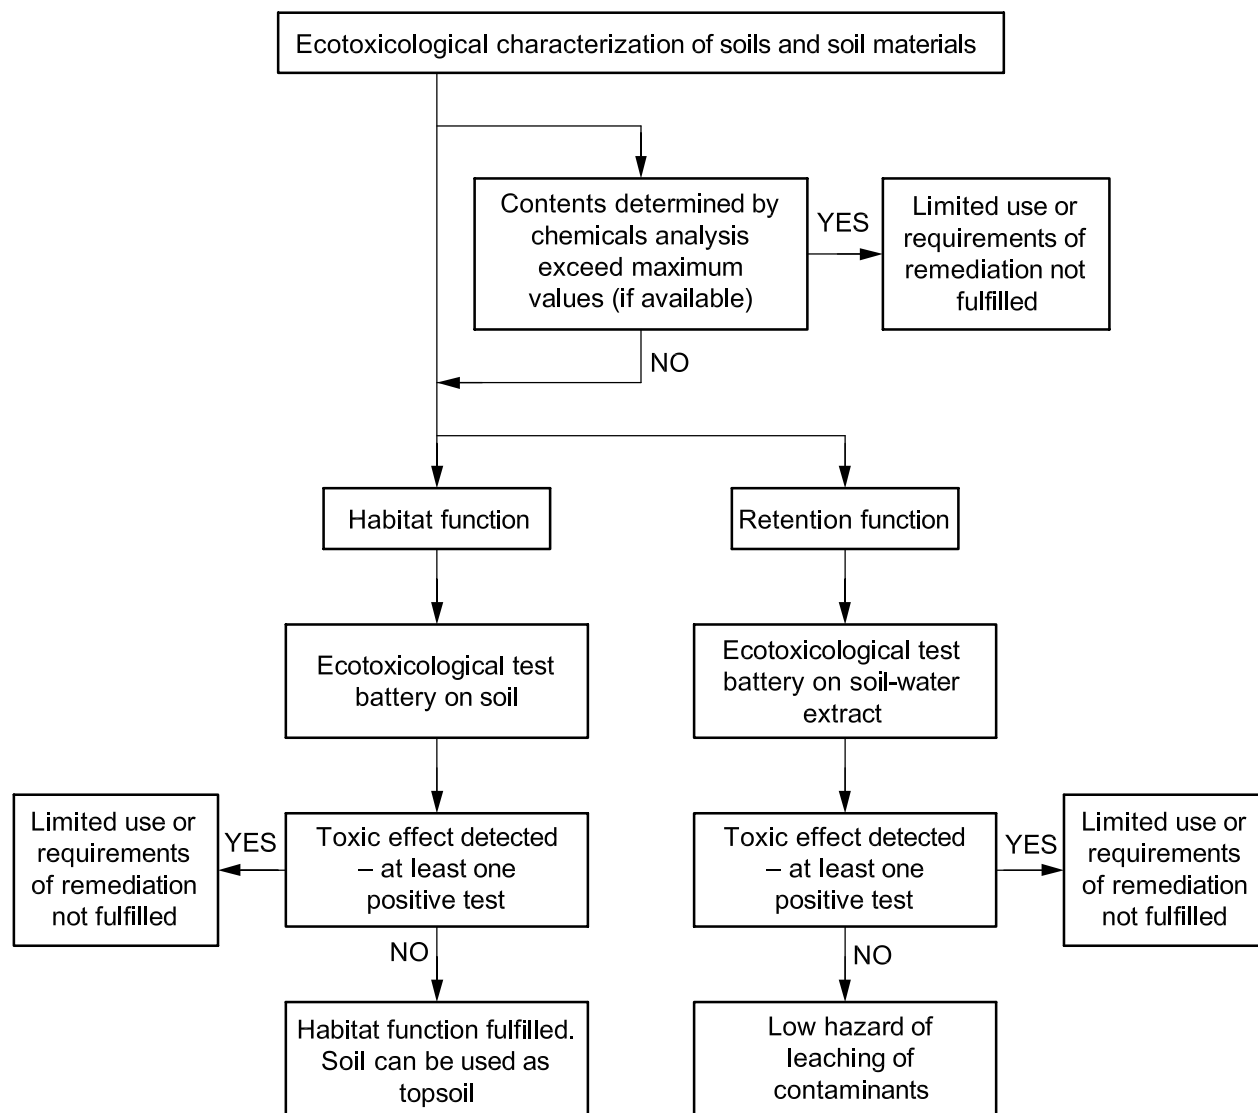 Ecotoxicological characterization of soils and soil materials
Contents determined by
chemicals analysis
exceed maximum
values (if available)
YES
Limited use or
requirements of
remediation not
fulfilled
NO
Habitat function
Retention function
Ecotoxicological test
battery on soil
Ecotoxicological test
battery on soil-water
extract
Limited use or
requirements
of remediation
not fulfilled
YES
Toxic effect detected
– at least one
positive test
Toxic effect detected
– at least one
positive test
YES
Limited use or
requirements
of remediation
not fulfilled
NO
NO
Habitat function fulfilled.
Soil can be used as
topsoil
Low hazard of
leaching of
contaminants